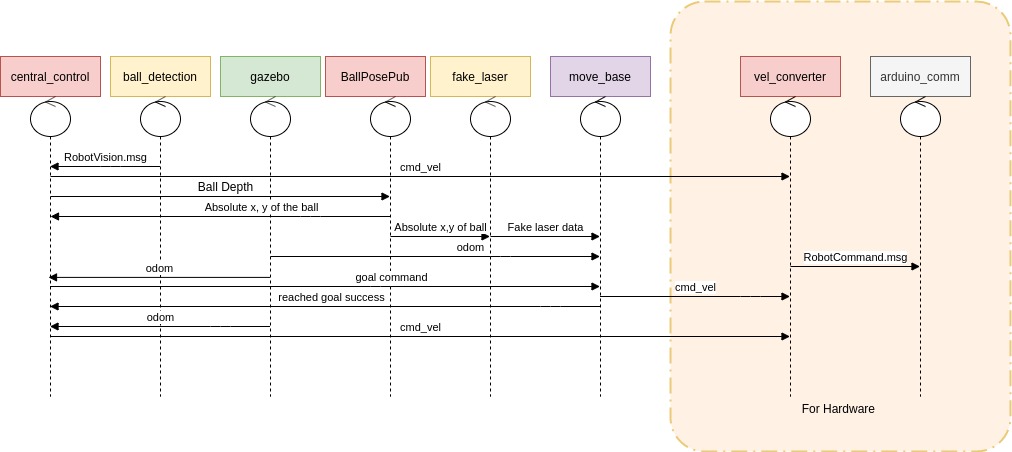 central_control
ball_detection
gazebo
BallPosePub
fake_laser
move_base
vel_converter
arduino_comm
RobotVision.msg
cmd_vel
Ball Depth
Absolute x, y of the ball
Absolute x,y of ball
Fake laser data
odom
RobotCommand.msg
odom
goal command
cmd_vel
reached goal success
odom
cmd_vel
For Hardware